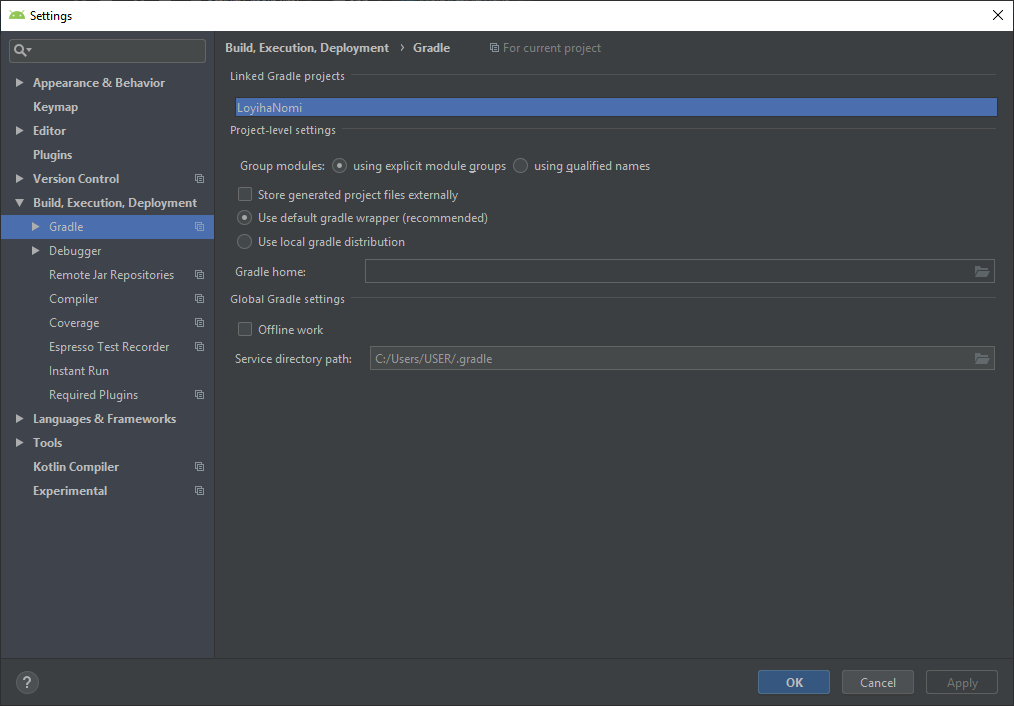 Settings
Appearance & Behavior
Keymap
Editor
Plugins
Version Control
Build, Execution, Deployment
Gradle
Debugger
Remote Jar Repositories
Compiler
Coverage
Espresso Test Recorder
Instant Run
Required Plugins
Languages & Frameworks
Tools
Kotlin Compiler
Experimental
Build, Execution, Deployment › Gradle For current project
Linked Gradle projects
LoyihaNomi
Project-level settings
Group modules: using explicit module groups using qualified names
Store generated project files externally
Use default gradle wrapper (recommended)
Use local gradle distribution
Gradle home:
Global Gradle settings
Offline work
Service directory path: C:/Users/USER/.gradle
? OK Cancel Apply